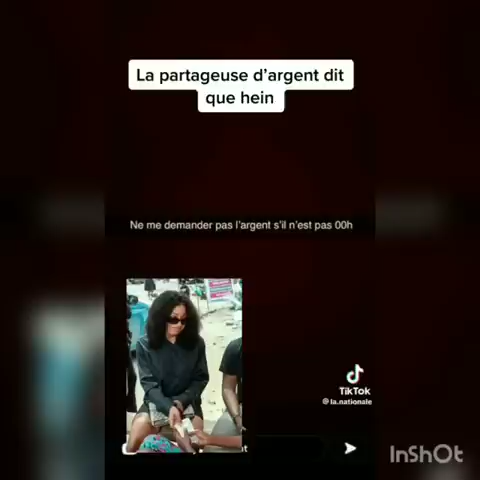 La partageuse d'argent dit
que hein
Ne me demander pas l'argent s'il n'est pas 00h
TikTok
@la.nationale
InShOt